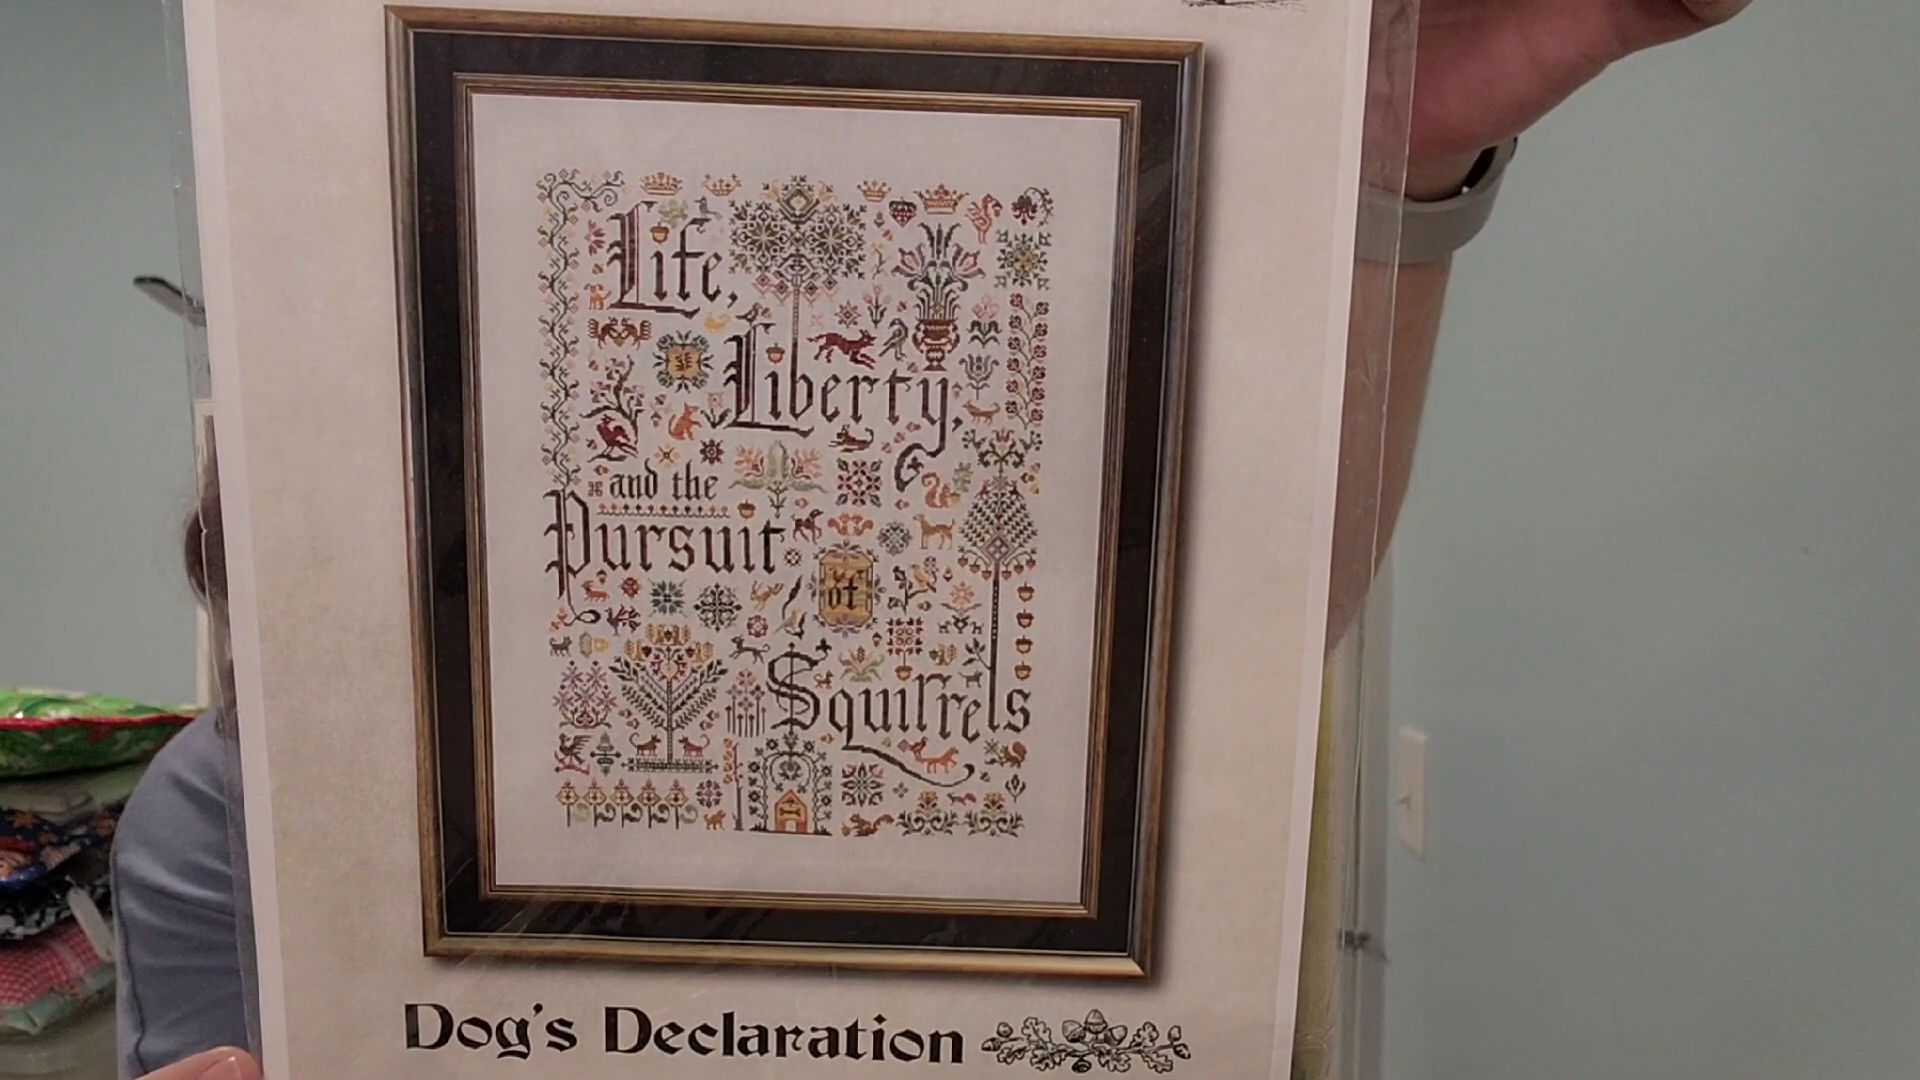 Life,
Liberty,
and the
Pursuit
of
Squirrels
Dog's Declaration